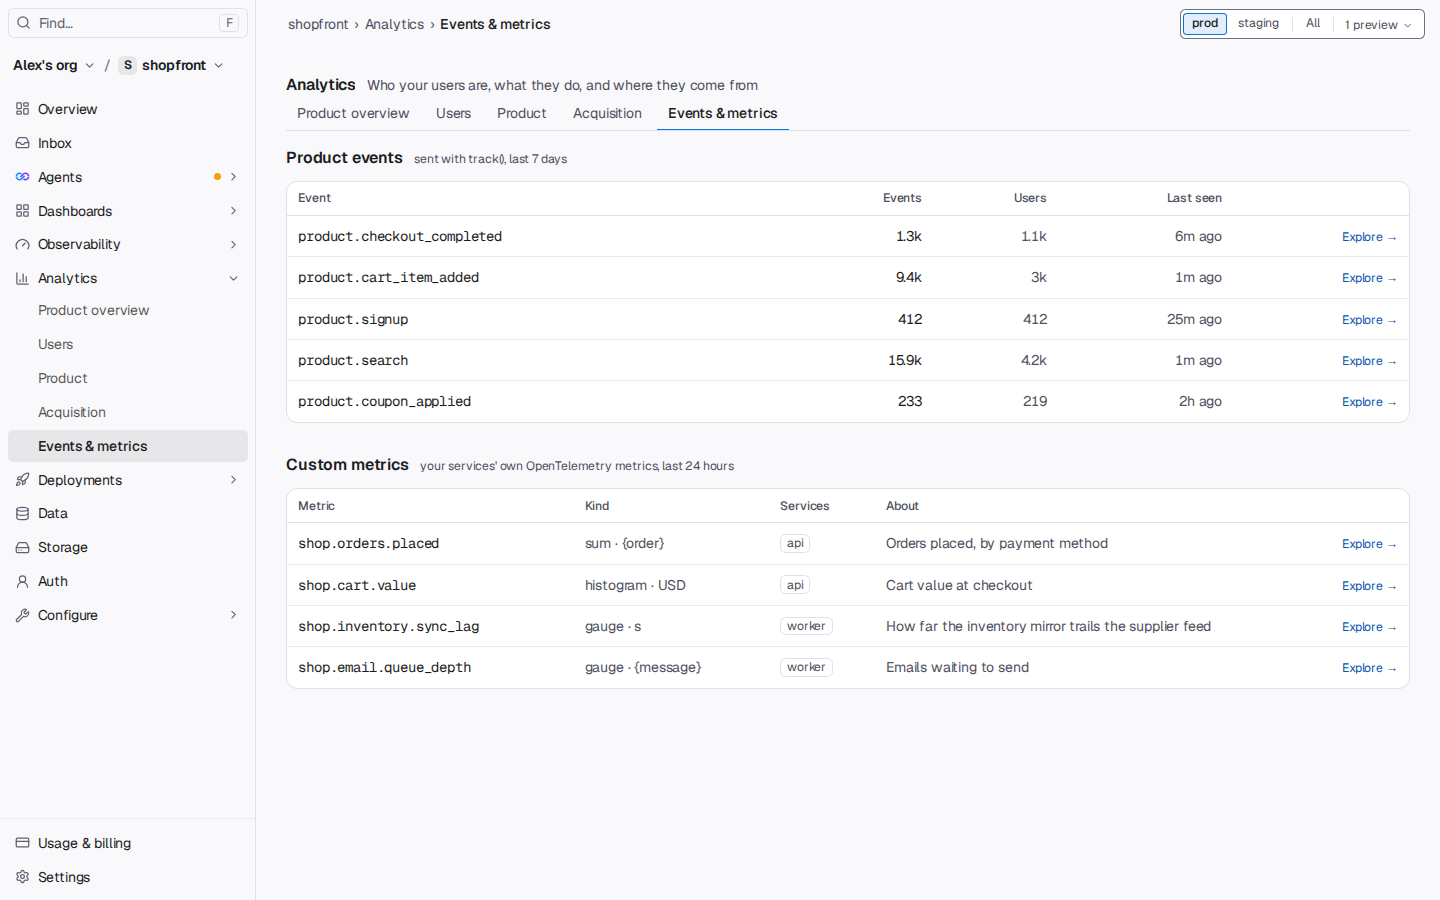 Find...
F
Alex's org / S shopfront
Overview
Inbox
Agents
Dashboards
Observability
Analytics
Product overview
Users
Product
Acquisition
Events & metrics
Deployments
Data
Storage
Auth
Configure
Usage & billing
Settings
shopfront › Analytics › Events & metrics
prod staging All 1 preview
Analytics Who your users are, what they do, and where they come from
Product overview Users Product Acquisition Events & metrics
Product events sent with track(), last 7 days
Event Events Users Last seen
product.checkout_completed 1.3k 1.1k 6m ago Explore →
product.cart_item_added 9.4k 3k 1m ago Explore →
product.signup 412 412 25m ago Explore →
product.search 15.9k 4.2k 1m ago Explore →
product.coupon_applied 233 219 2h ago Explore →
Custom metrics your services' own OpenTelemetry metrics, last 24 hours
Metric Kind Services About
shop.orders.placed sum · {order} api Orders placed, by payment method Explore →
shop.cart.value histogram · USD api Cart value at checkout Explore →
shop.inventory.sync_lag gauge · s worker How far the inventory mirror trails the supplier feed Explore →
shop.email.queue_depth gauge · {message} worker Emails waiting to send Explore →